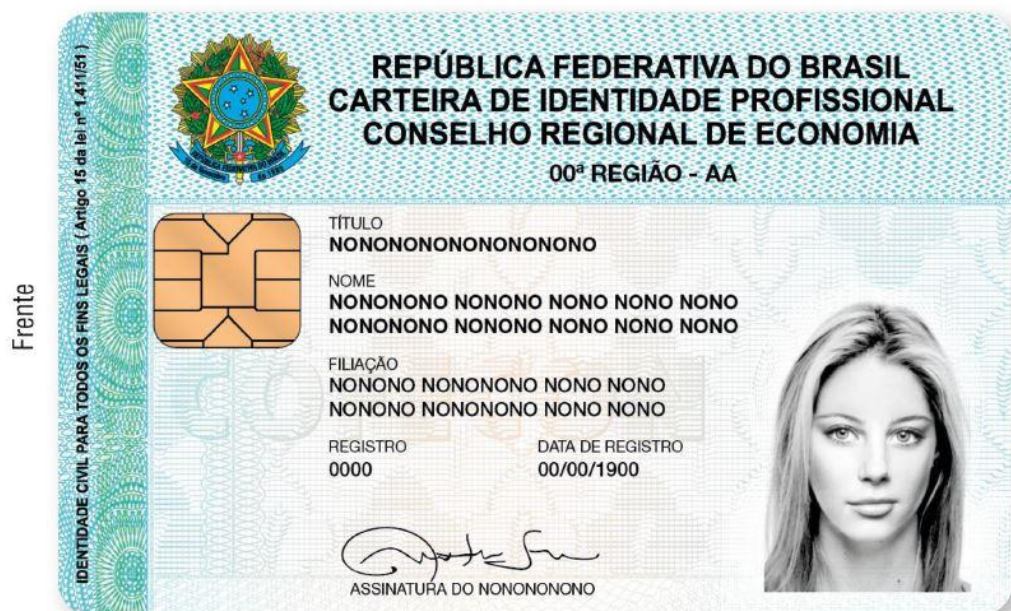 Frente
IDENTIDADE CIVIL PARA TODOS OS FINS LEGAIS ( Artigo 15 da lei nº 1.411/51 )
REPÚBLICA FEDERATIVA DO BRASIL
CARTEIRA DE IDENTIDADE PROFISSIONAL
CONSELHO REGIONAL DE ECONOMIA
00ª REGIÃO - AA
TÍTULO
NONONONONONONONONO
NOME
NONONONO NONONO NONO NONO NONO
NONONONO NONONO NONO NONO NONO
FILIAÇÃO
NONONO NONONONO NONO NONO
NONONO NONONONO NONO NONO
REGISTRO
DATA DE REGISTRO
0000
00/00/1900
ASSINATURA DO NONONONONO